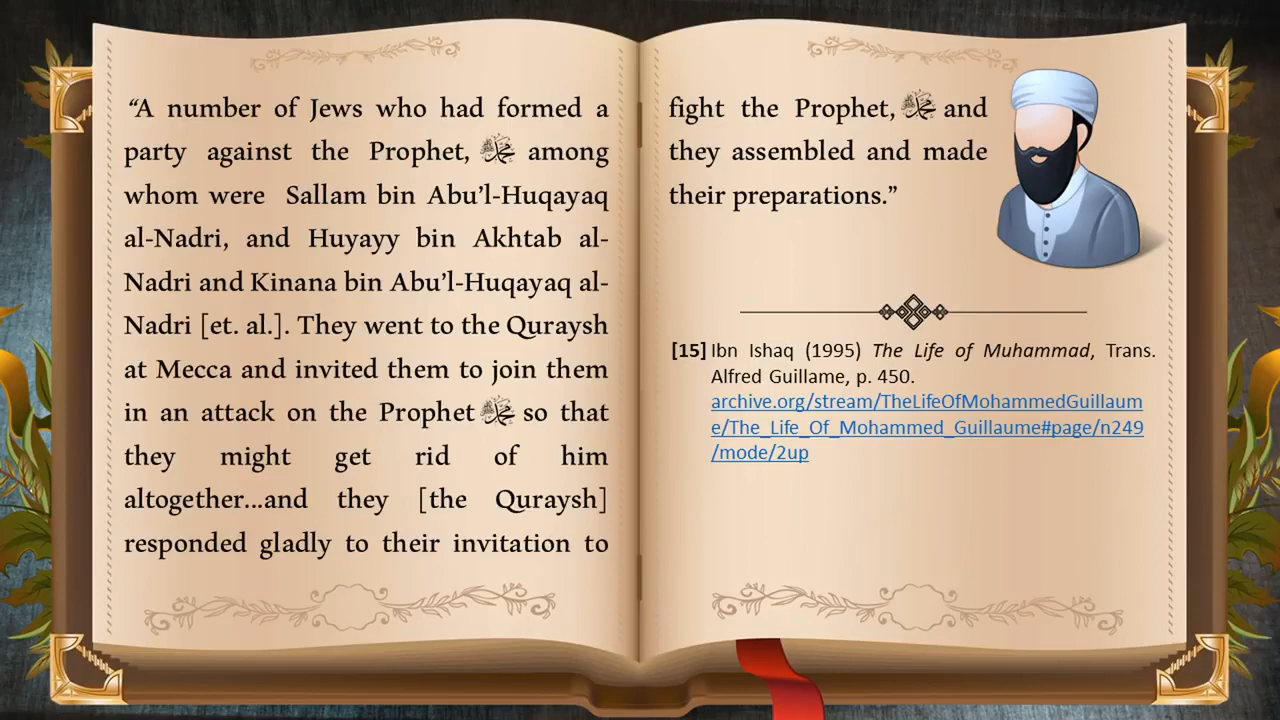 “A number of Jews who had formed a
party against the Prophet, ﷺ among
whom were Sallam bin Abu’l-Huqayaq
al-Nadri, and Huyayy bin Akhtab al-
Nadri and Kinana bin Abu’l-Huqayaq al-
Nadri [et. al.]. They went to the Quraysh
at Mecca and invited them to join them
in an attack on the Prophet ﷺ so that
they might get rid of him
altogether...and they [the Quraysh]
responded gladly to their invitation to
fight the Prophet, ﷺ and
they assembled and made
their preparations.”
[15] Ibn Ishaq (1995) The Life of Muhammad, Trans.
Alfred Guillame, p. 450.
archive.org/stream/TheLifeOfMohammedGuillaum
e/The_Life_Of_Mohammed_Guillaume#page/n249
/mode/2up